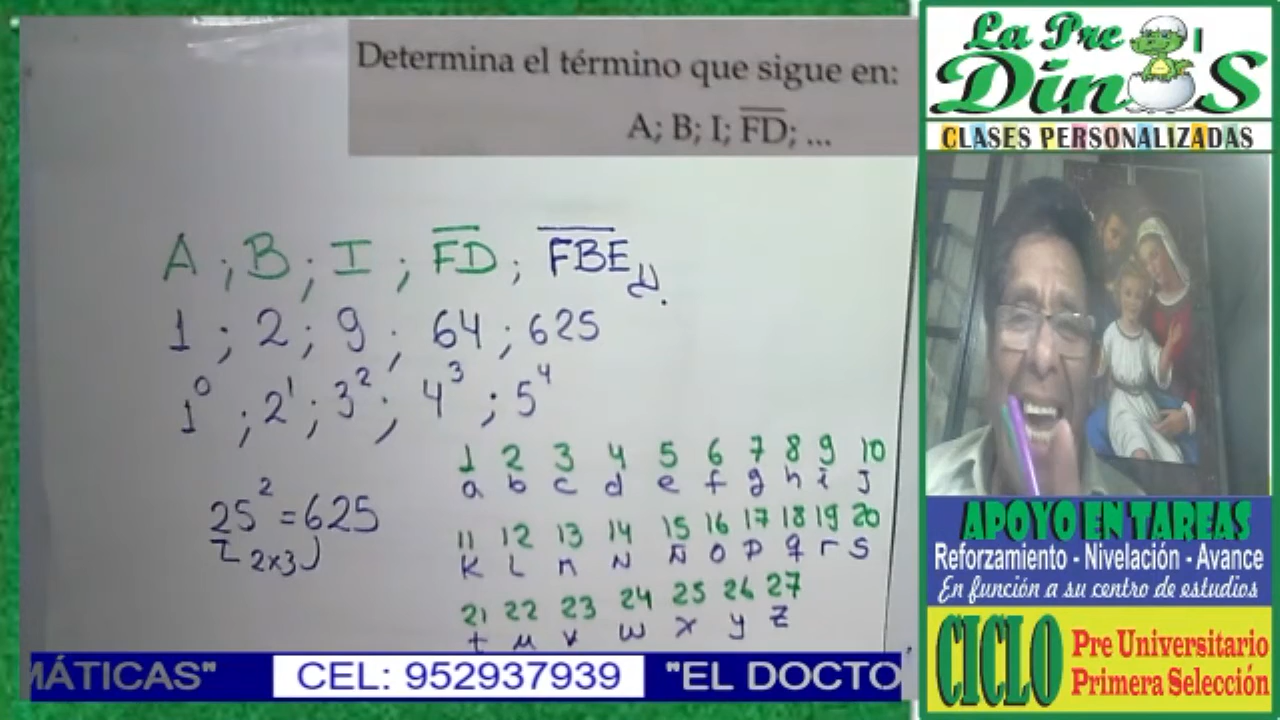 Determina el término que sigue en:
A; B; I; FD; ...
A ; B ; I ; FD ; FBE
1 ; 2 ; 9 ; 64 ; 625
1⁰ ; 2¹ ; 3² ; 4³ ; 5⁴
1 2 3 4 5 6 7 8 9 10
a b c d e f g h i J
25² = 625
2x3
11 12 13 14 15 16 17 18 19 20
K L n N Ñ O P q r S
21 22 23 24 25 26 27
t u v w x y z
MÁTICAS" CEL: 952937939 "EL DOCTO
La Pre
DinoS
CLASES PERSONALIZADAS
APOYO EN TAREAS
Reforzamiento - Nivelación - Avance
En función a su centro de estudios
CICLO Pre Universitario
Primera Selección